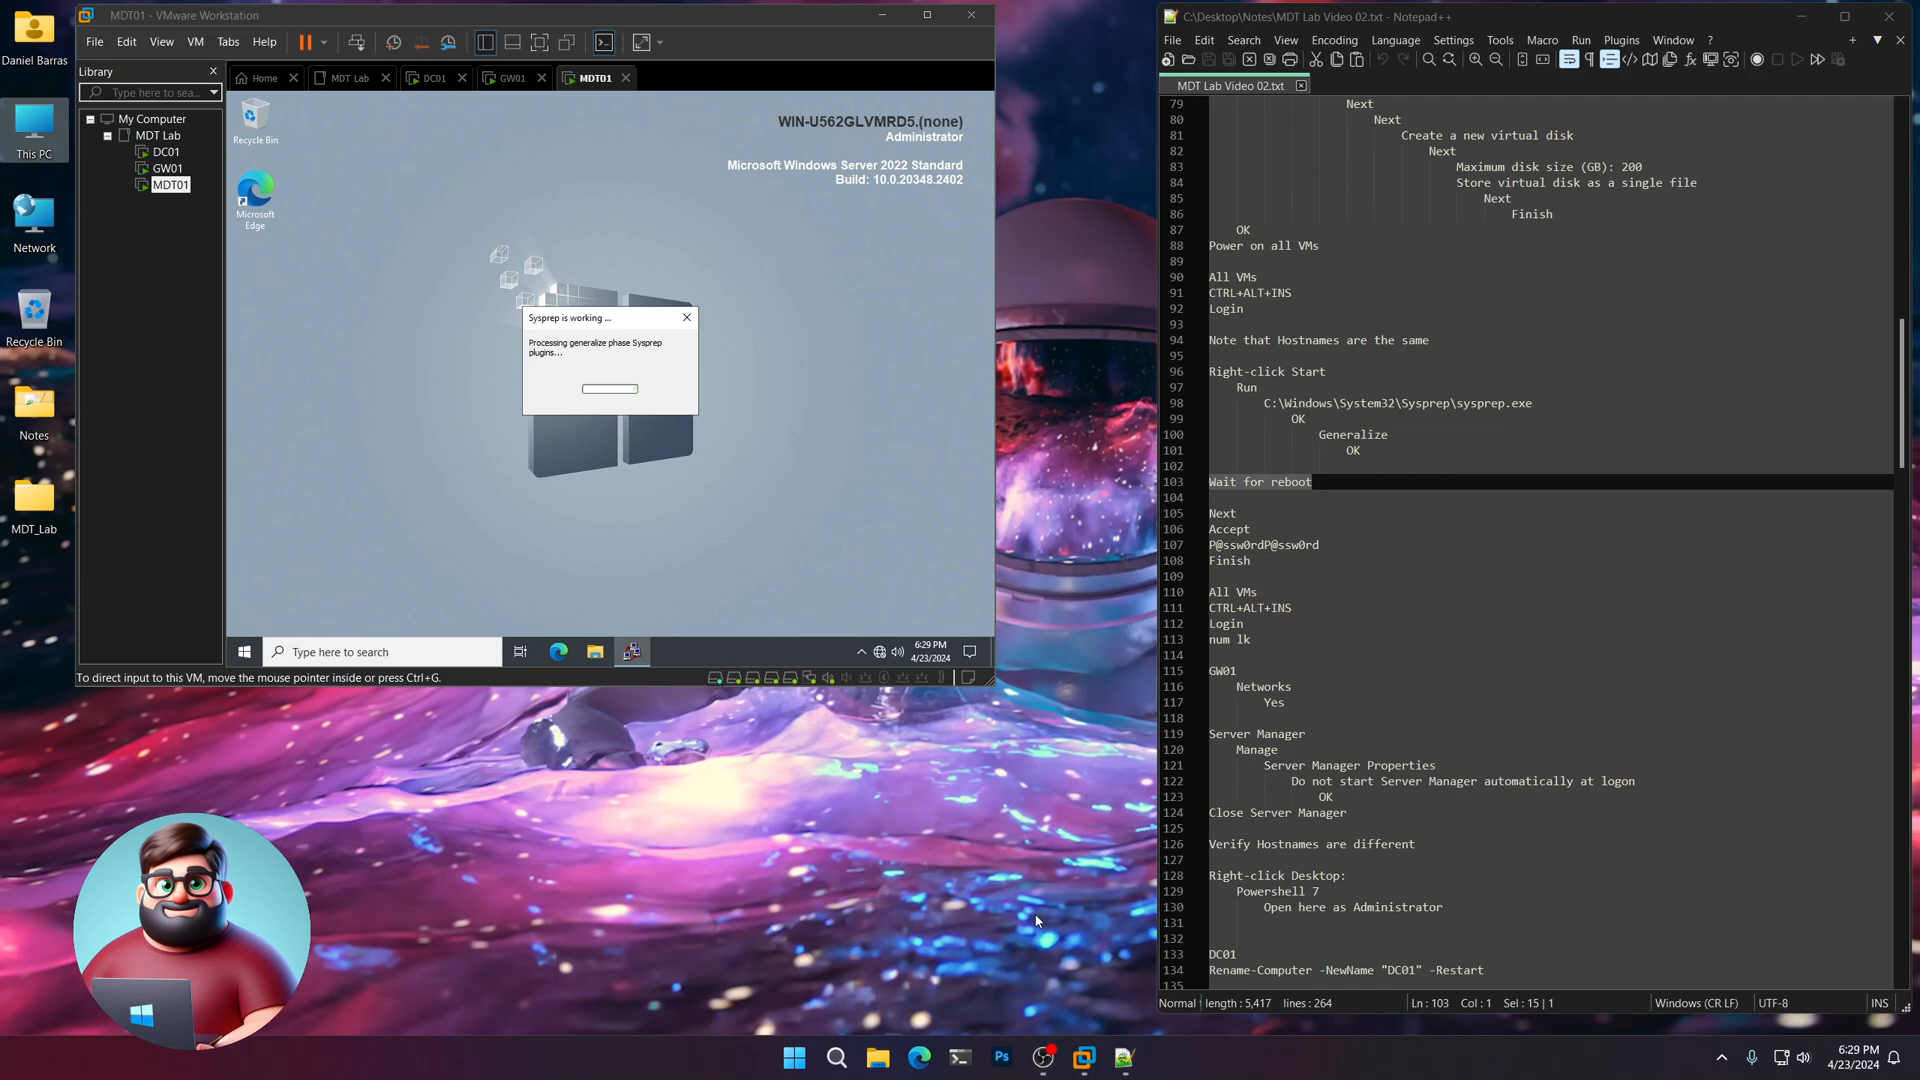 Daniel Barras
This PC
Network
Recycle Bin
Notes
MDT_Lab
MDT01 - VMware Workstation
File Edit View VM Tabs Help
Library
Type here to sea...
My Computer
MDT Lab
DC01
GW01
MDT01
Home MDT Lab DC01 GW01 MDT01
Recycle Bin
Microsoft
Edge
WIN-U562GLVMRD5.(none)
Administrator
Microsoft Windows Server 2022 Standard
Build: 10.0.20348.2402
Sysprep is working ...
Processing generalize phase Sysprep
plugins...
Type here to search
6:29 PM
4/23/2024
To direct input to this VM, move the mouse pointer inside or press Ctrl+G.
C:\Desktop\Notes\MDT Lab Video 02.txt - Notepad++
File Edit Search View Encoding Language Settings Tools Macro Run Plugins Window ?
MDT Lab Video 02.txt
79 Next
80 Next
81 Create a new virtual disk
82 Next
83 Maximum disk size (GB): 200
84 Store virtual disk as a single file
85 Next
86 Finish
87 OK
88 Power on all VMs
89
90 All VMs
91 CTRL+ALT+INS
92 Login
93
94 Note that Hostnames are the same
95
96 Right-click Start
97 Run
98 C:\Windows\System32\Sysprep\sysprep.exe
99 OK
100 Generalize
101 OK
102
103 Wait for reboot
104
105 Next
106 Accept
107 P@ssw0rdP@ssw0rd
108 Finish
109
110 All VMs
111 CTRL+ALT+INS
112 Login
113 num lk
114
115 GW01
116 Networks
117 Yes
118
119 Server Manager
120 Manage
121 Server Manager Properties
122 Do not start Server Manager automatically at logon
123 OK
124 Close Server Manager
125
126 Verify Hostnames are different
127
128 Right-click Desktop:
129 Powershell 7
130 Open here as Administrator
131
132
133 DC01
134 Rename-Computer -NewName "DC01" -Restart
135
Normal length : 5,417 lines : 264 Ln : 103 Col : 1 Sel : 15 | 1 Windows (CR LF) UTF-8 INS
Ps
6:29 PM
4/23/2024